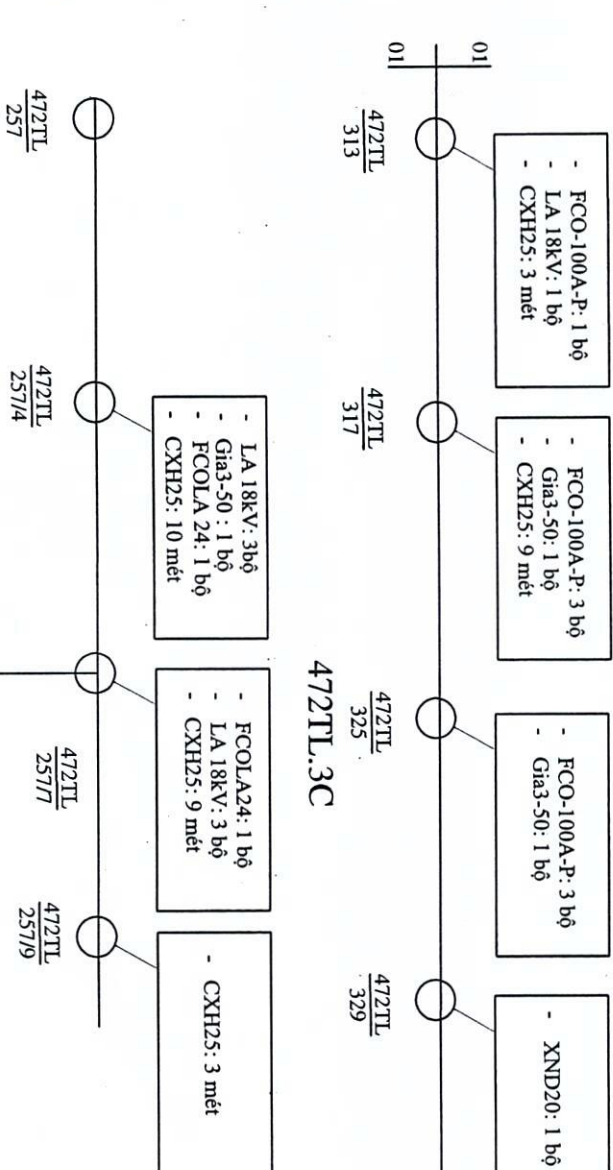 01
01
- FCO-100A-P: 1 bộ
- LA 18kV: 1 bộ
- CXH25: 3 mét
472TL
313
- FCO-100A-P: 3 bộ
- Gia3-50: 1 bộ
- CXH25: 9 mét
472TL
317
- FCO-100A-P: 3 bộ
- Gia3-50: 1 bộ
472TL
325
- XND20: 1 bộ
472TL
329
472TL.3C
472TL
257
- LA 18kV: 3bộ
- Gia3-50 : 1 bộ
- FCOLA 24: 1 bộ
- CXH25: 10 mét
472TL
257/4
- FCOLA24: 1 bộ
- LA 18kV: 3 bộ
- CXH25: 9 mét
472TL
257/7
- CXH25: 3 mét
472TL
257/9